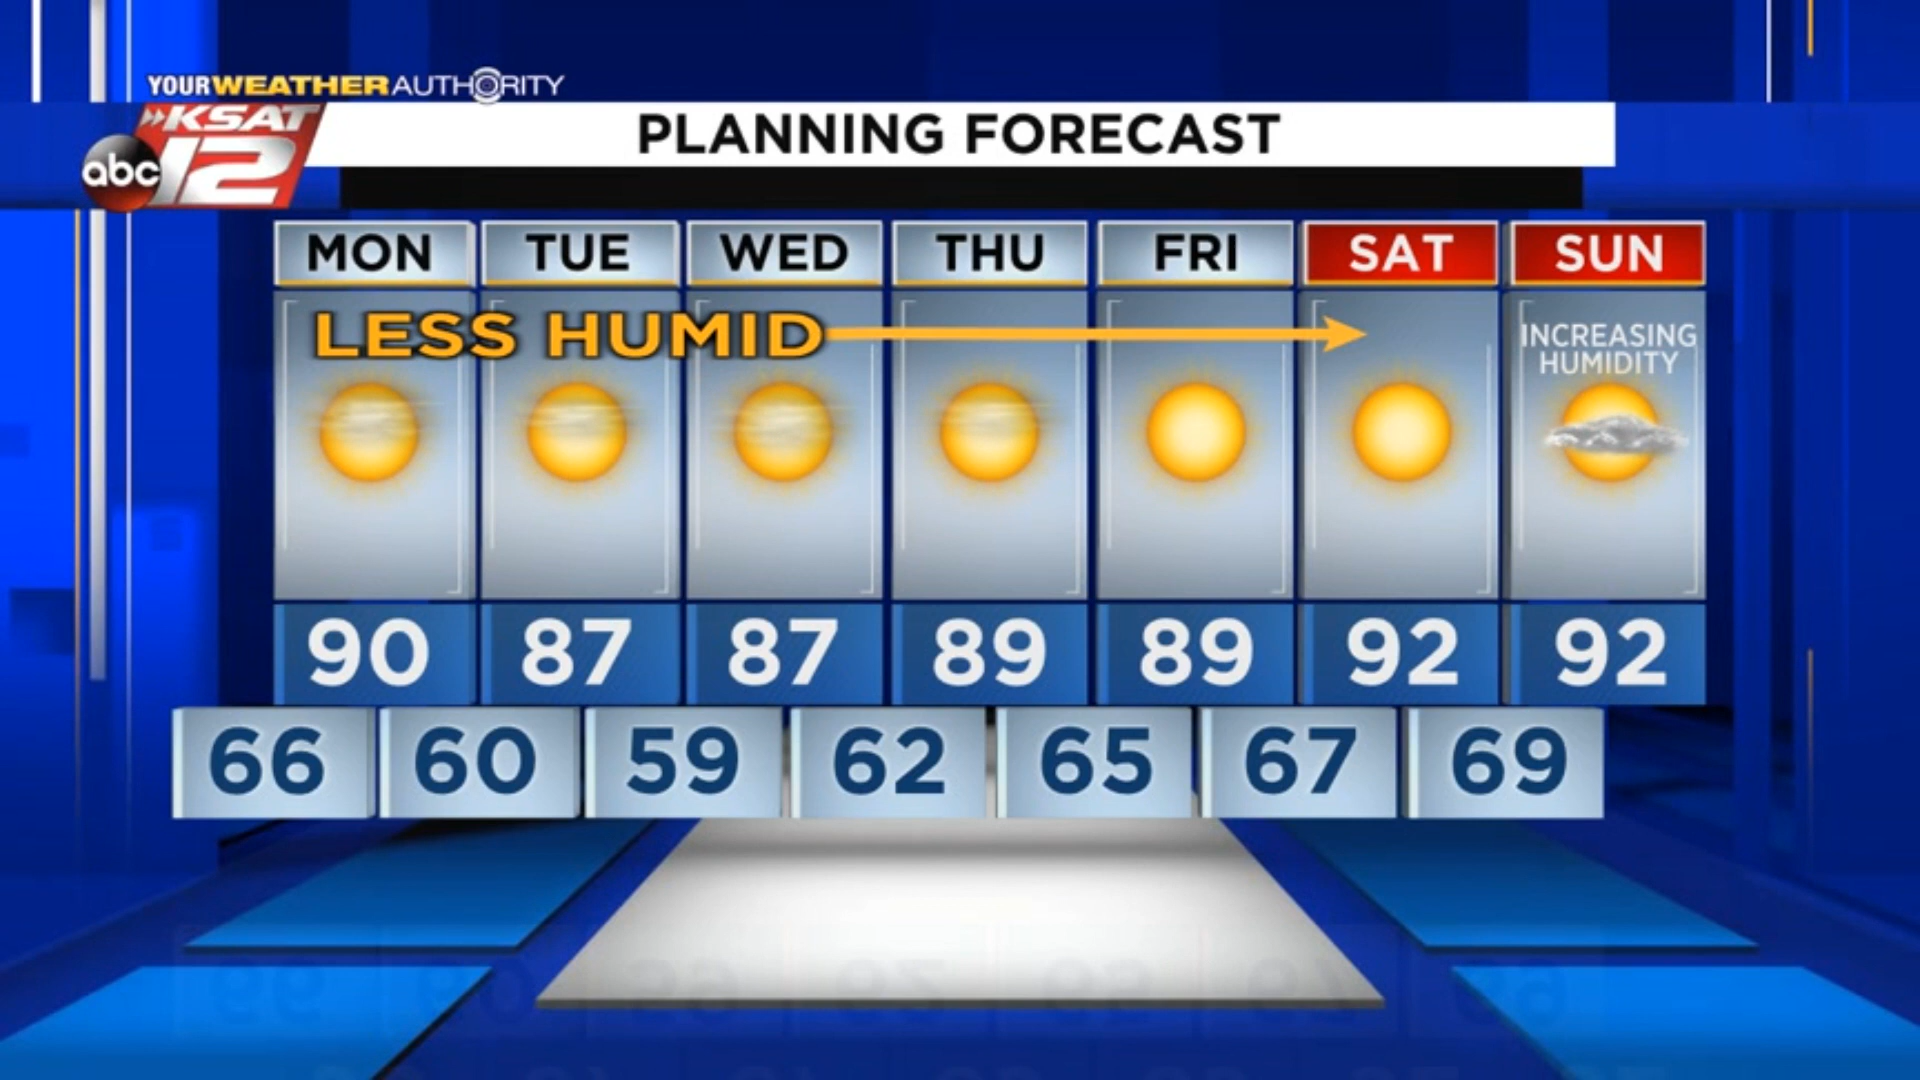 YOURWEATHERAUTHORITY
KSAT
abc 12
PLANNING FORECAST
MON TUE WED THU FRI SAT SUN
LESS HUMID
INCREASING
HUMIDITY
90 87 87 89 89 92 92
66 60 59 62 65 67 69